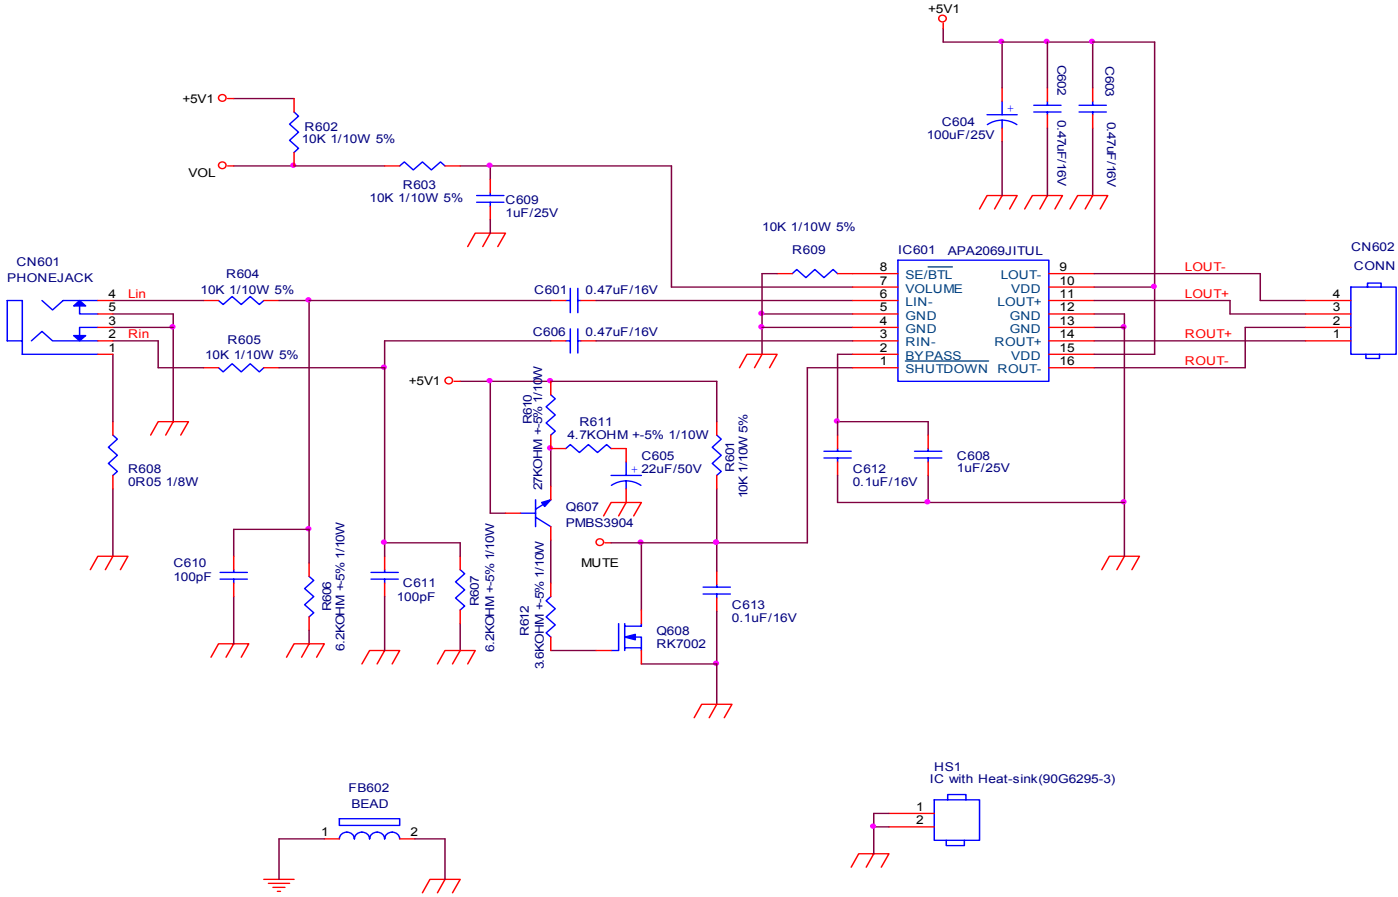 +5V1
+5V1
R602
10K 1/10W 5%
VOL
R603
10K 1/10W 5%
C609
1uF/25V
C604
100uF/25V
+
C602
0.47uF/16V
C603
0.47uF/16V
10K 1/10W 5%
R609
IC601 APA2069JITUL
8 SE/BTL LOUT- 9
7 VOLUME VDD 10
6 LIN- LOUT+ 11
5 GND GND 12
4 GND GND 13
3 RIN- ROUT+ 14
2 BYPASS VDD 15
1 SHUTDOWN ROUT- 16
LOUT-
LOUT+
ROUT+
ROUT-
CN602
CONN
4
3
2
1
CN601
PHONEJACK
4 Lin
5
3
2 Rin
1
R604
10K 1/10W 5%
R605
10K 1/10W 5%
C601 0.47uF/16V
C606 0.47uF/16V
R608
0R05 1/8W
+5V1
R610
27KOHM +-5% 1/10W
R611
4.7KOHM +-5% 1/10W
C605
+ 22uF/50V
R601
10K 1/10W 5%
Q607
PMBS3904
MUTE
C612
0.1uF/16V
C608
1uF/25V
C610
100pF
R606
6.2KOHM +-5% 1/10W
C611
100pF
R607
6.2KOHM +-5% 1/10W
R612
3.6KOHM +-5% 1/10W
Q608
RK7002
C613
0.1uF/16V
FB602
BEAD
1 2
HS1
IC with Heat-sink(90G6295-3)
1
2